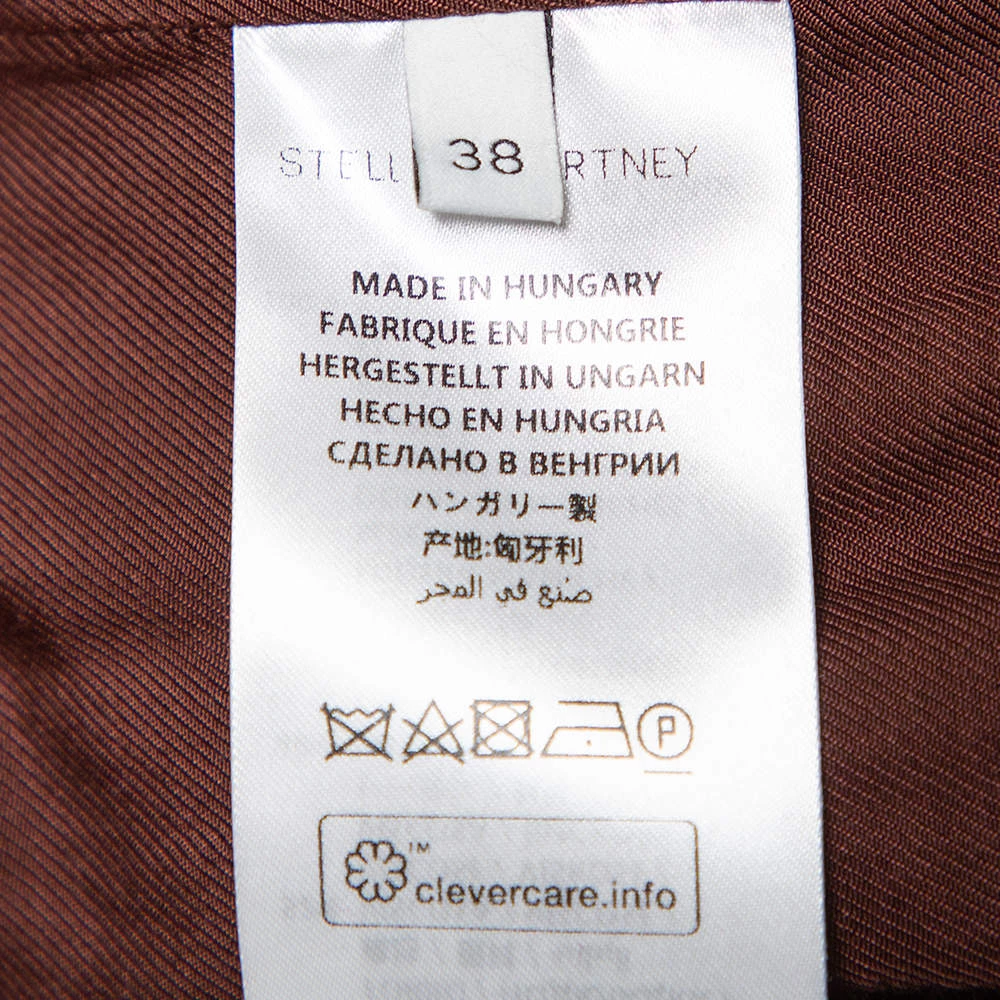 38
STELL RTNEY
MADE IN HUNGARY
FABRIQUE EN HONGRIE
HERGESTELLT IN UNGARN
HECHO EN HUNGRIA
СДЕЛАНО В ВЕНГРИИ
ハンガリー製
产地:匈牙利
صُنع في المجر
P
™
clevercare.info